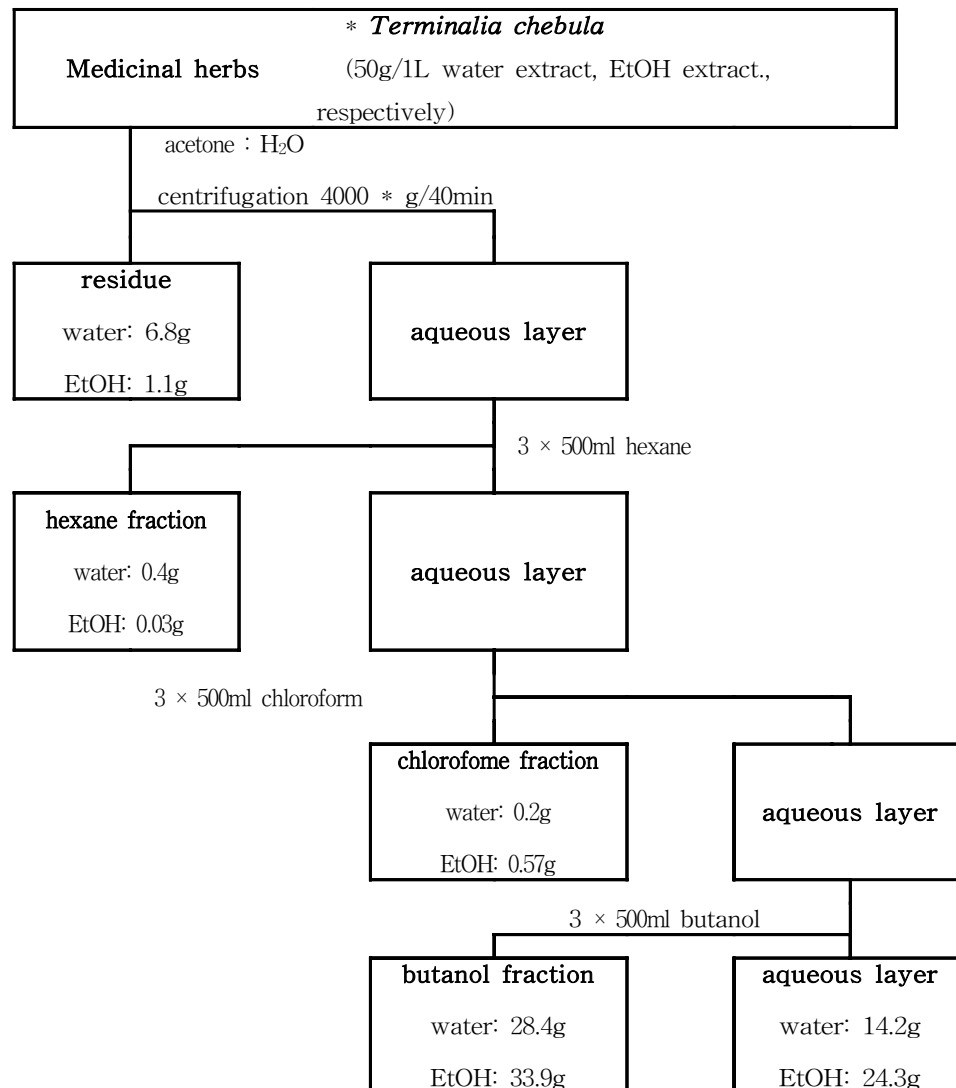 * Terminalia chebula
Medicinal herbs (50g/1L water extract, EtOH extract.,
respectively)
acetone : H₂O
centrifugation 4000 * g/40min
residue
water: 6.8g
EtOH: 1.1g
aqueous layer
3 × 500ml hexane
hexane fraction
water: 0.4g
EtOH: 0.03g
aqueous layer
3 × 500ml chloroform
chlorofome fraction
water: 0.2g
EtOH: 0.57g
aqueous layer
3 × 500ml butanol
butanol fraction
water: 28.4g
EtOH: 33.9g
aqueous layer
water: 14.2g
EtOH: 24.3g